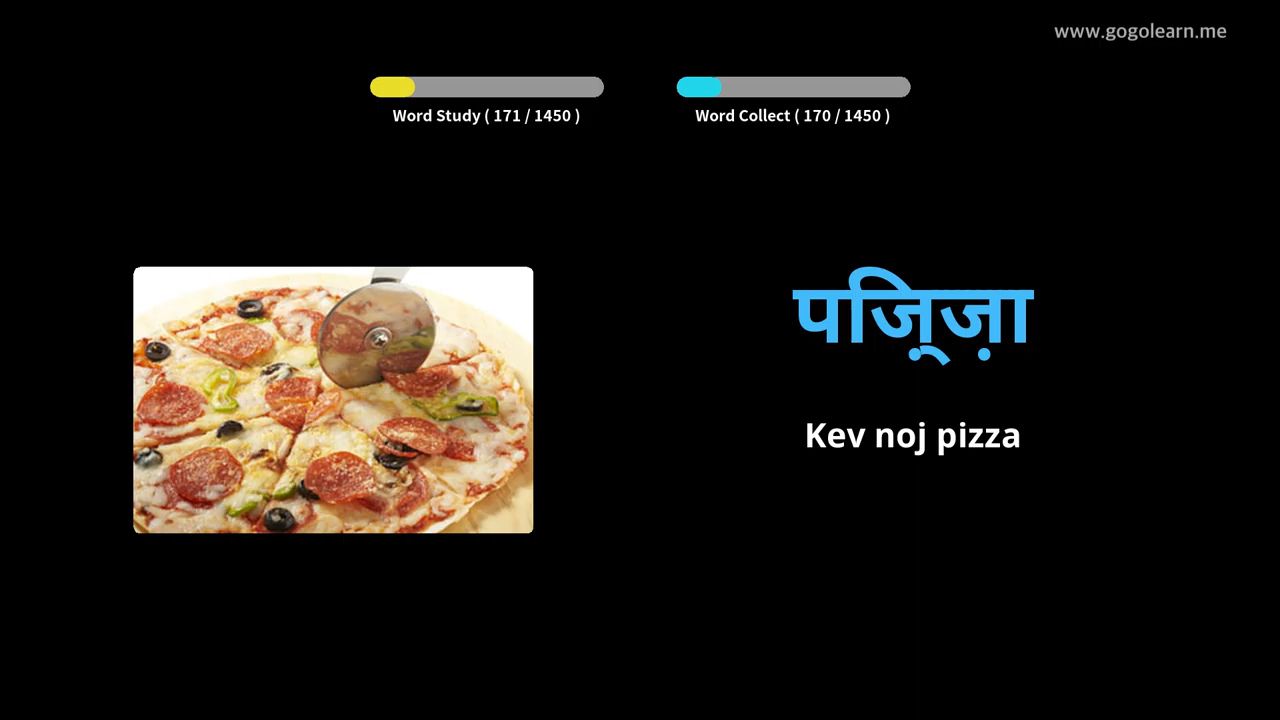 www.gogolearn.me
Word Study ( 171 / 1450 )
Word Collect ( 170 / 1450 )
पज़ि्ज़ा
Kev noj pizza